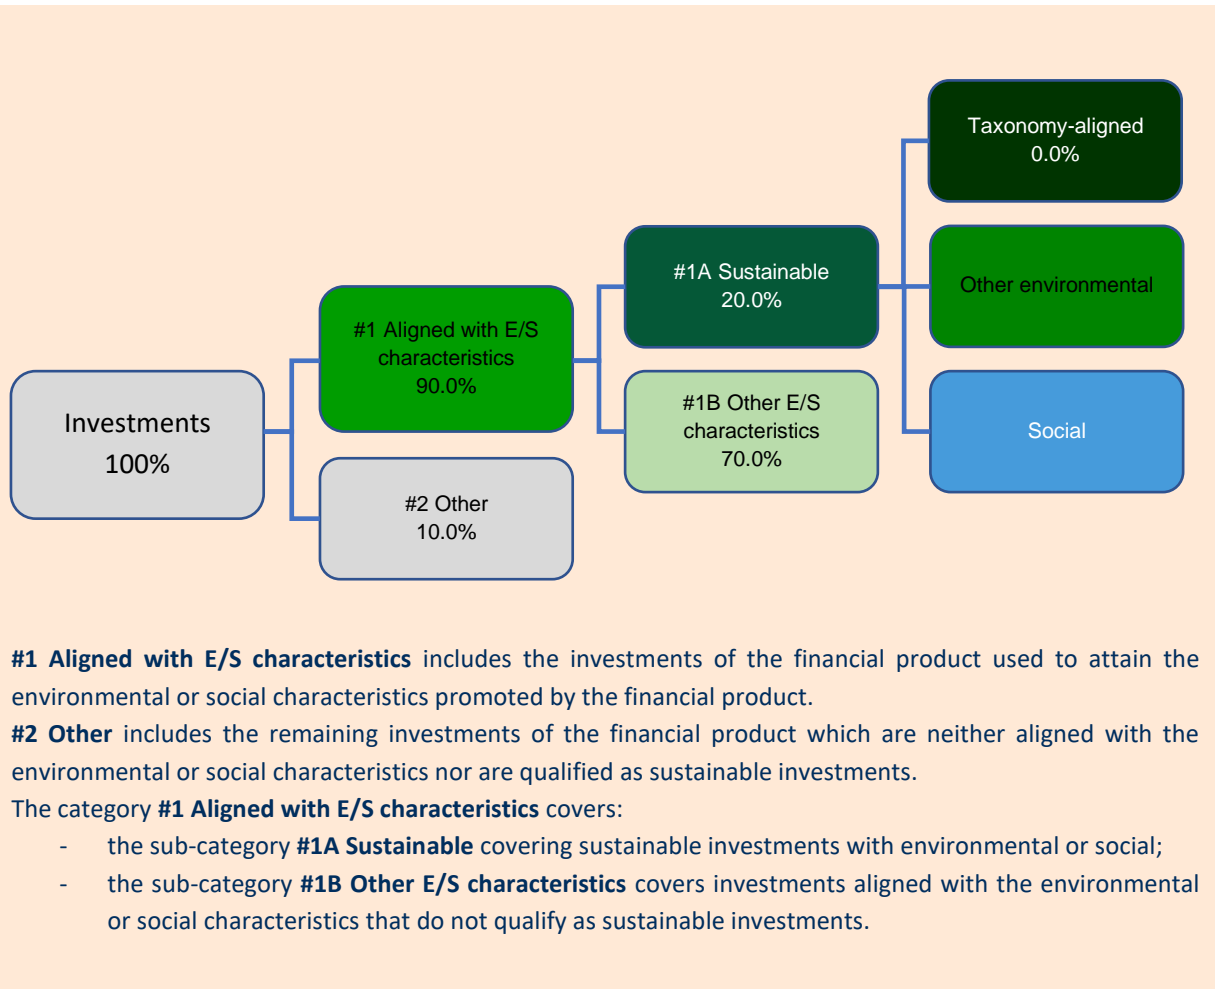 Taxonomy-aligned
0.0%
#1A Sustainable
20.0%
Other environmental
#1 Aligned with E/S
characteristics
90.0%
Investments
100%
#1B Other E/S
characteristics
70.0%
Social
#2 Other
10.0%
#1 Aligned with E/S characteristics includes the investments of the financial product used to attain the
environmental or social characteristics promoted by the financial product.
#2 Other includes the remaining investments of the financial product which are neither aligned with the
environmental or social characteristics nor are qualified as sustainable investments.
The category #1 Aligned with E/S characteristics covers:
- the sub-category #1A Sustainable covering sustainable investments with environmental or social;
- the sub-category #1B Other E/S characteristics covers investments aligned with the environmental
or social characteristics that do not qualify as sustainable investments.